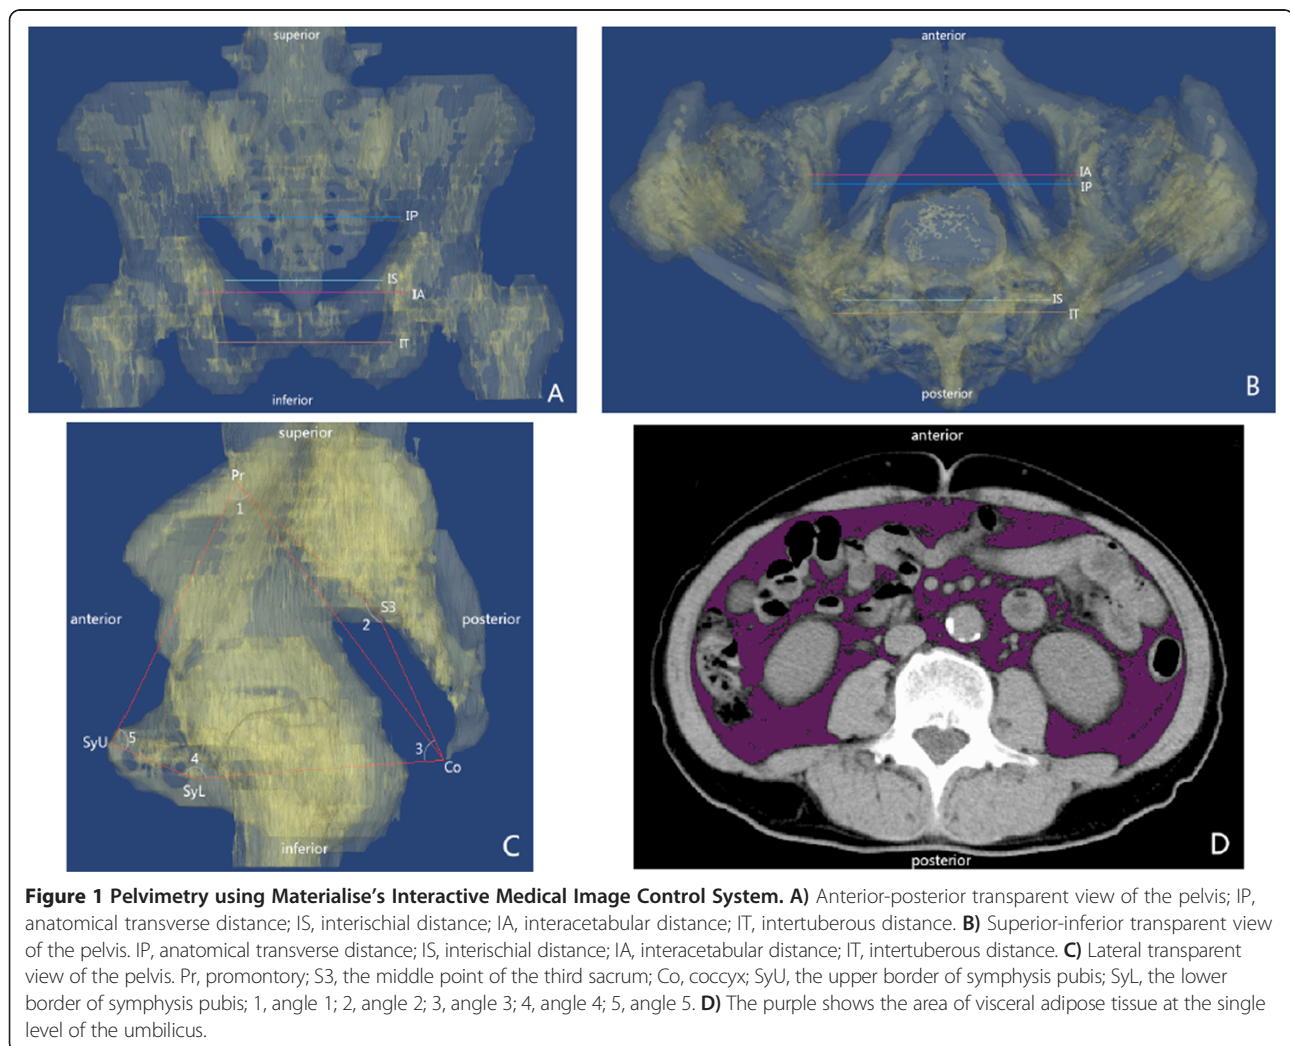 superior
IP
IS
IA
IT
inferior
A
anterior
IA
IP
IS
IT
posterior
B
superior
Pr
1
S3
2
anterior
posterior
SyU
5
4
3
SyL
Co
inferior
C
anterior
posterior
D
Figure 1 Pelvimetry using Materialise's Interactive Medical Image Control System. A) Anterior-posterior transparent view of the pelvis; IP,
anatomical transverse distance; IS, interischial distance; IA, interacetabular distance; IT, intertuberous distance. B) Superior-inferior transparent view
of the pelvis. IP, anatomical transverse distance; IS, interischial distance; IA, interacetabular distance; IT, intertuberous distance. C) Lateral transparent
view of the pelvis. Pr, promontory; S3, the middle point of the third sacrum; Co, coccyx; SyU, the upper border of symphysis pubis; SyL, the lower
border of symphysis pubis; 1, angle 1; 2, angle 2; 3, angle 3; 4, angle 4; 5, angle 5. D) The purple shows the area of visceral adipose tissue at the single
level of the umbilicus.